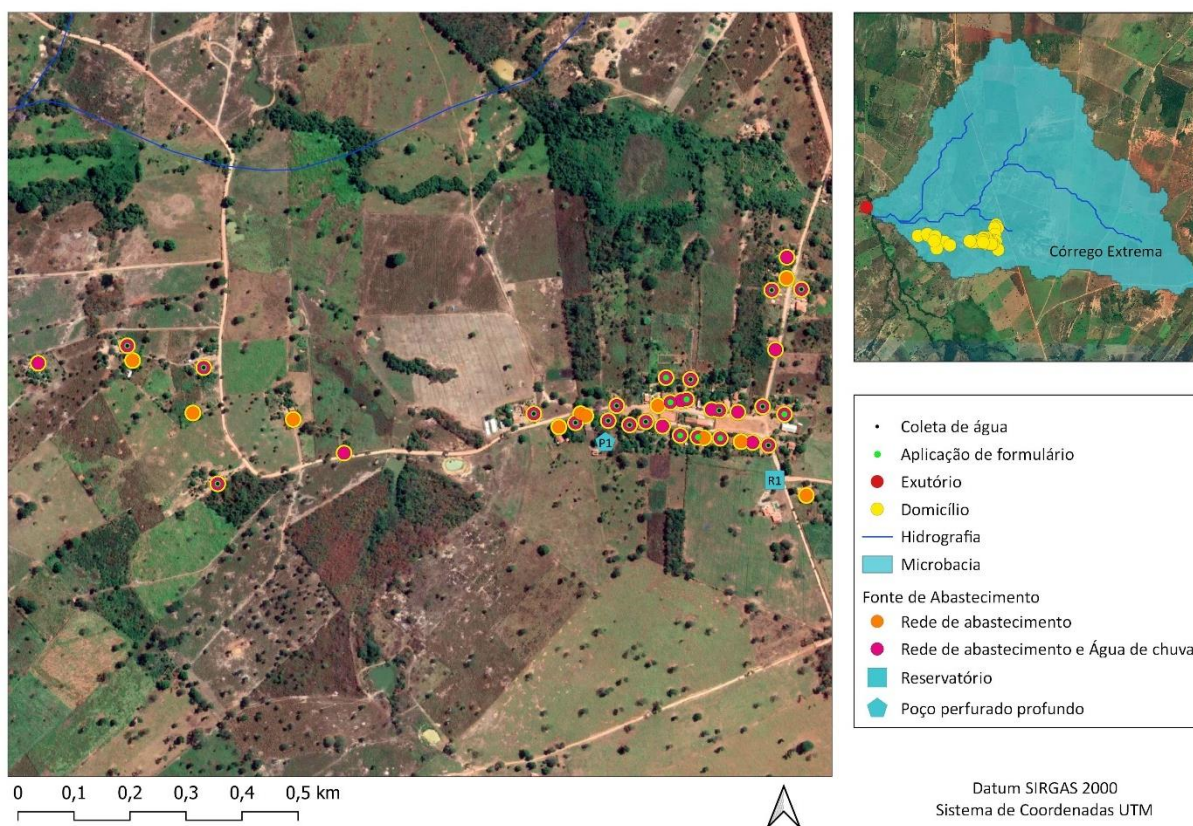 Córrego Extrema
P1
R1
Coleta de água
Aplicação de formulário
Exutório
Domicílio
Hidrografia
Microbacia
Fonte de Abastecimento
Rede de abastecimento
Rede de abastecimento e Água de chuva
Reservatório
Poço perfurado profundo
0 0,1 0,2 0,3 0,4 0,5 km
Datum SIRGAS 2000
Sistema de Coordenadas UTM